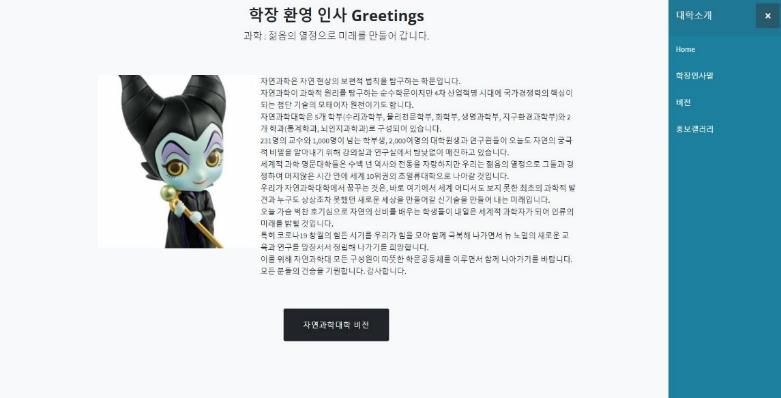 학장 환영 인사 Greetings
과학 : 젊음의 열정으로 미래를 만들어 갑니다.
자연과학은 자연 현상의 보편적 법칙을 탐구하는 학문입니다.
자연과학이 과학적 원리를 탐구하는 순수학문이지만 4차 산업혁명 시대에 국가경쟁력의 핵심이
되는 첨단 기술의 모태이자 원천이기도 합니다.
자연과학대학은 5개 학부(수리과학부, 물리천문학부, 화학부, 생명과학부, 지구환경과학부)와 2
개 학과(통계학과, 뇌인지과학과)로 구성되어 있습니다.
231명의 교수와 1,000명이 넘는 학부생, 2,000여명의 대학원생과 연구원들이 오늘도 자연의 궁극
적 비밀을 알아내기 위해 강의실과 연구실에서 밤낮없이 매진하고 있습니다.
세계적 과학 명문대학들은 수백 년 역사와 전통을 자랑하지만 우리는 젊음의 열정으로 그들과 경
쟁하여 머지않은 시간 안에 세계 10위권의 초일류대학으로 나아갈 것입니다.
우리가 자연과학대학에서 꿈꾸는 것은, 바로 여기에서 세계 어디서도 보지 못한 최초의 과학적 발
견과 누구도 상상조차 못했던 새로운 세상을 만들어갈 신기술을 만들어 내는 미래입니다.
오늘 가슴 벅찬 호기심으로 자연의 신비를 배우는 학생들이 내일은 세계적 과학자가 되어 인류의
미래를 밝힐 것입니다.
특히 코로나19 창궐의 힘든 시기를 우리가 힘을 모아 함께 극복해 나가면서 뉴 노멀의 새로운 교
육과 연구를 앞장서서 정립해 나가기를 희망합니다.
이를 위해 자연과학대 모든 구성원이 따뜻한 학문공동체를 이루면서 함께 나아가기를 바랍니다.
모든 분들의 건승을 기원합니다. 감사합니다.
자연과학대학 비전
대학소개
×
Home
학장인사말
비전
홍보갤러리